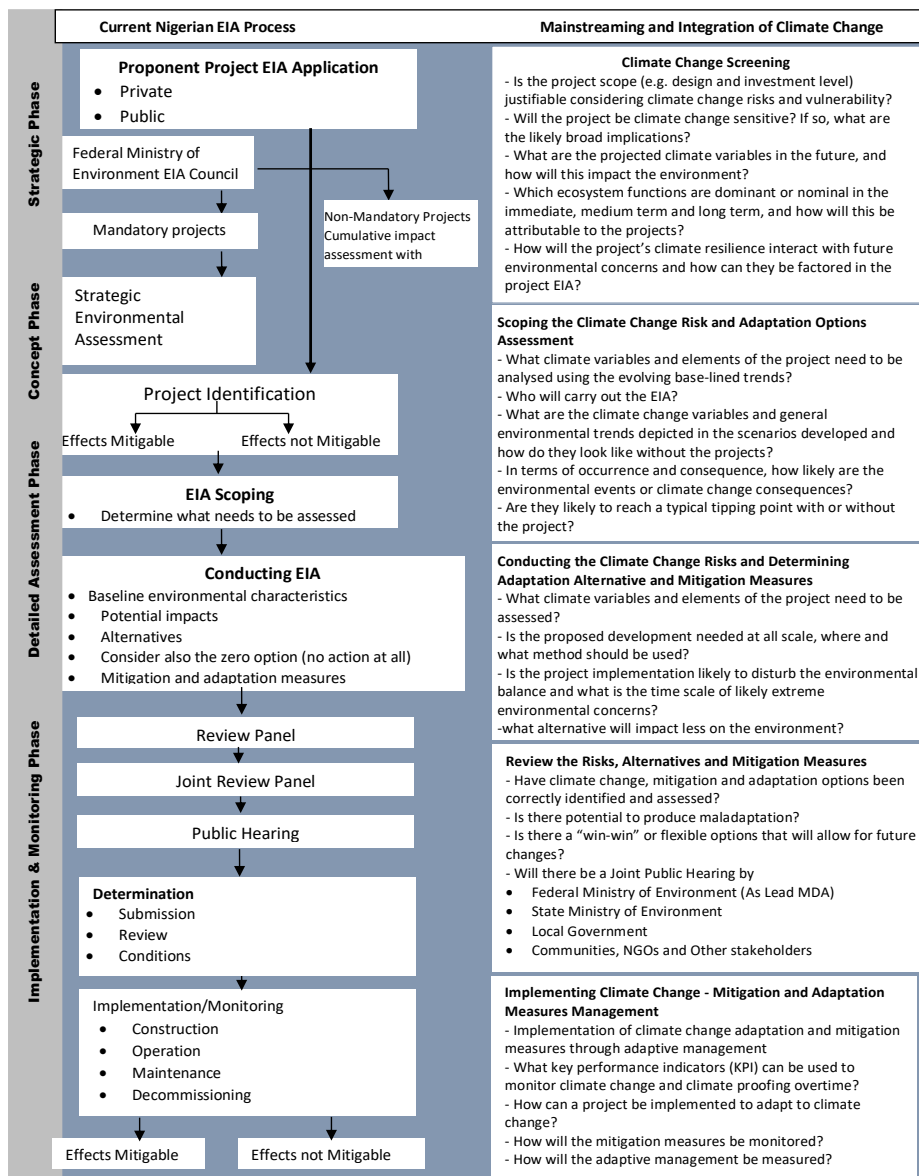 Current Nigerian EIA Process
Mainstreaming and Integration of Climate Change
Strategic Phase
Concept Phase
Detailed Assessment Phase
Implementation & Monitoring Phase
Proponent Project EIA Application
• Private
• Public
Federal Ministry of
Environment EIA Council
Mandatory projects
Non-Mandatory Projects
Cumulative impact
assessment with
Strategic
Environmental
Assessment
Project Identification
Effects Mitigable
Effects not Mitigable
EIA Scoping
• Determine what needs to be assessed
Conducting EIA
• Baseline environmental characteristics
• Potential impacts
• Alternatives
• Consider also the zero option (no action at all)
• Mitigation and adaptation measures
Review Panel
Joint Review Panel
Public Hearing
Determination
• Submission
• Review
• Conditions
Implementation/Monitoring
• Construction
• Operation
• Maintenance
• Decommissioning
Effects Mitigable
Effects not Mitigable
Climate Change Screening
- Is the project scope (e.g. design and investment level)
justifiable considering climate change risks and vulnerability?
- Will the project be climate change sensitive? If so, what are
the likely broad implications?
- What are the projected climate variables in the future, and
how will this impact the environment?
- Which ecosystem functions are dominant or nominal in the
immediate, medium term and long term, and how will this be
attributable to the projects?
- How will the project's climate resilience interact with future
environmental concerns and how can they be factored in the
project EIA?
Scoping the Climate Change Risk and Adaptation Options
Assessment
- What climate variables and elements of the project need to be
analysed using the evolving base-lined trends?
- Who will carry out the EIA?
- What are the climate change variables and general
environmental trends depicted in the scenarios developed and
how do they look like without the projects?
- In terms of occurrence and consequence, how likely are the
environmental events or climate change consequences?
- Are they likely to reach a typical tipping point with or without
the project?
Conducting the Climate Change Risks and Determining
Adaptation Alternative and Mitigation Measures
- What climate variables and elements of the project need to be
assessed?
- Is the proposed development needed at all scale, where and
what method should be used?
- Is the project implementation likely to disturb the environmental
balance and what is the time scale of likely extreme
environmental concerns?
-what alternative will impact less on the environment?
Review the Risks, Alternatives and Mitigation Measures
- Have climate change, mitigation and adaptation options been
correctly identified and assessed?
- Is there potential to produce maladaptation?
- Is there a "win-win" or flexible options that will allow for future
changes?
- Will there be a Joint Public Hearing by
• Federal Ministry of Environment (As Lead MDA)
• State Ministry of Environment
• Local Government
• Communities, NGOs and Other stakeholders
Implementing Climate Change - Mitigation and Adaptation
Measures Management
- Implementation of climate change adaptation and mitigation
measures through adaptive management
- What key performance indicators (KPI) can be used to
monitor climate change and climate proofing overtime?
- How can a project be implemented to adapt to climate
change?
- How will the mitigation measures be monitored?
- How will the adaptive management be measured?